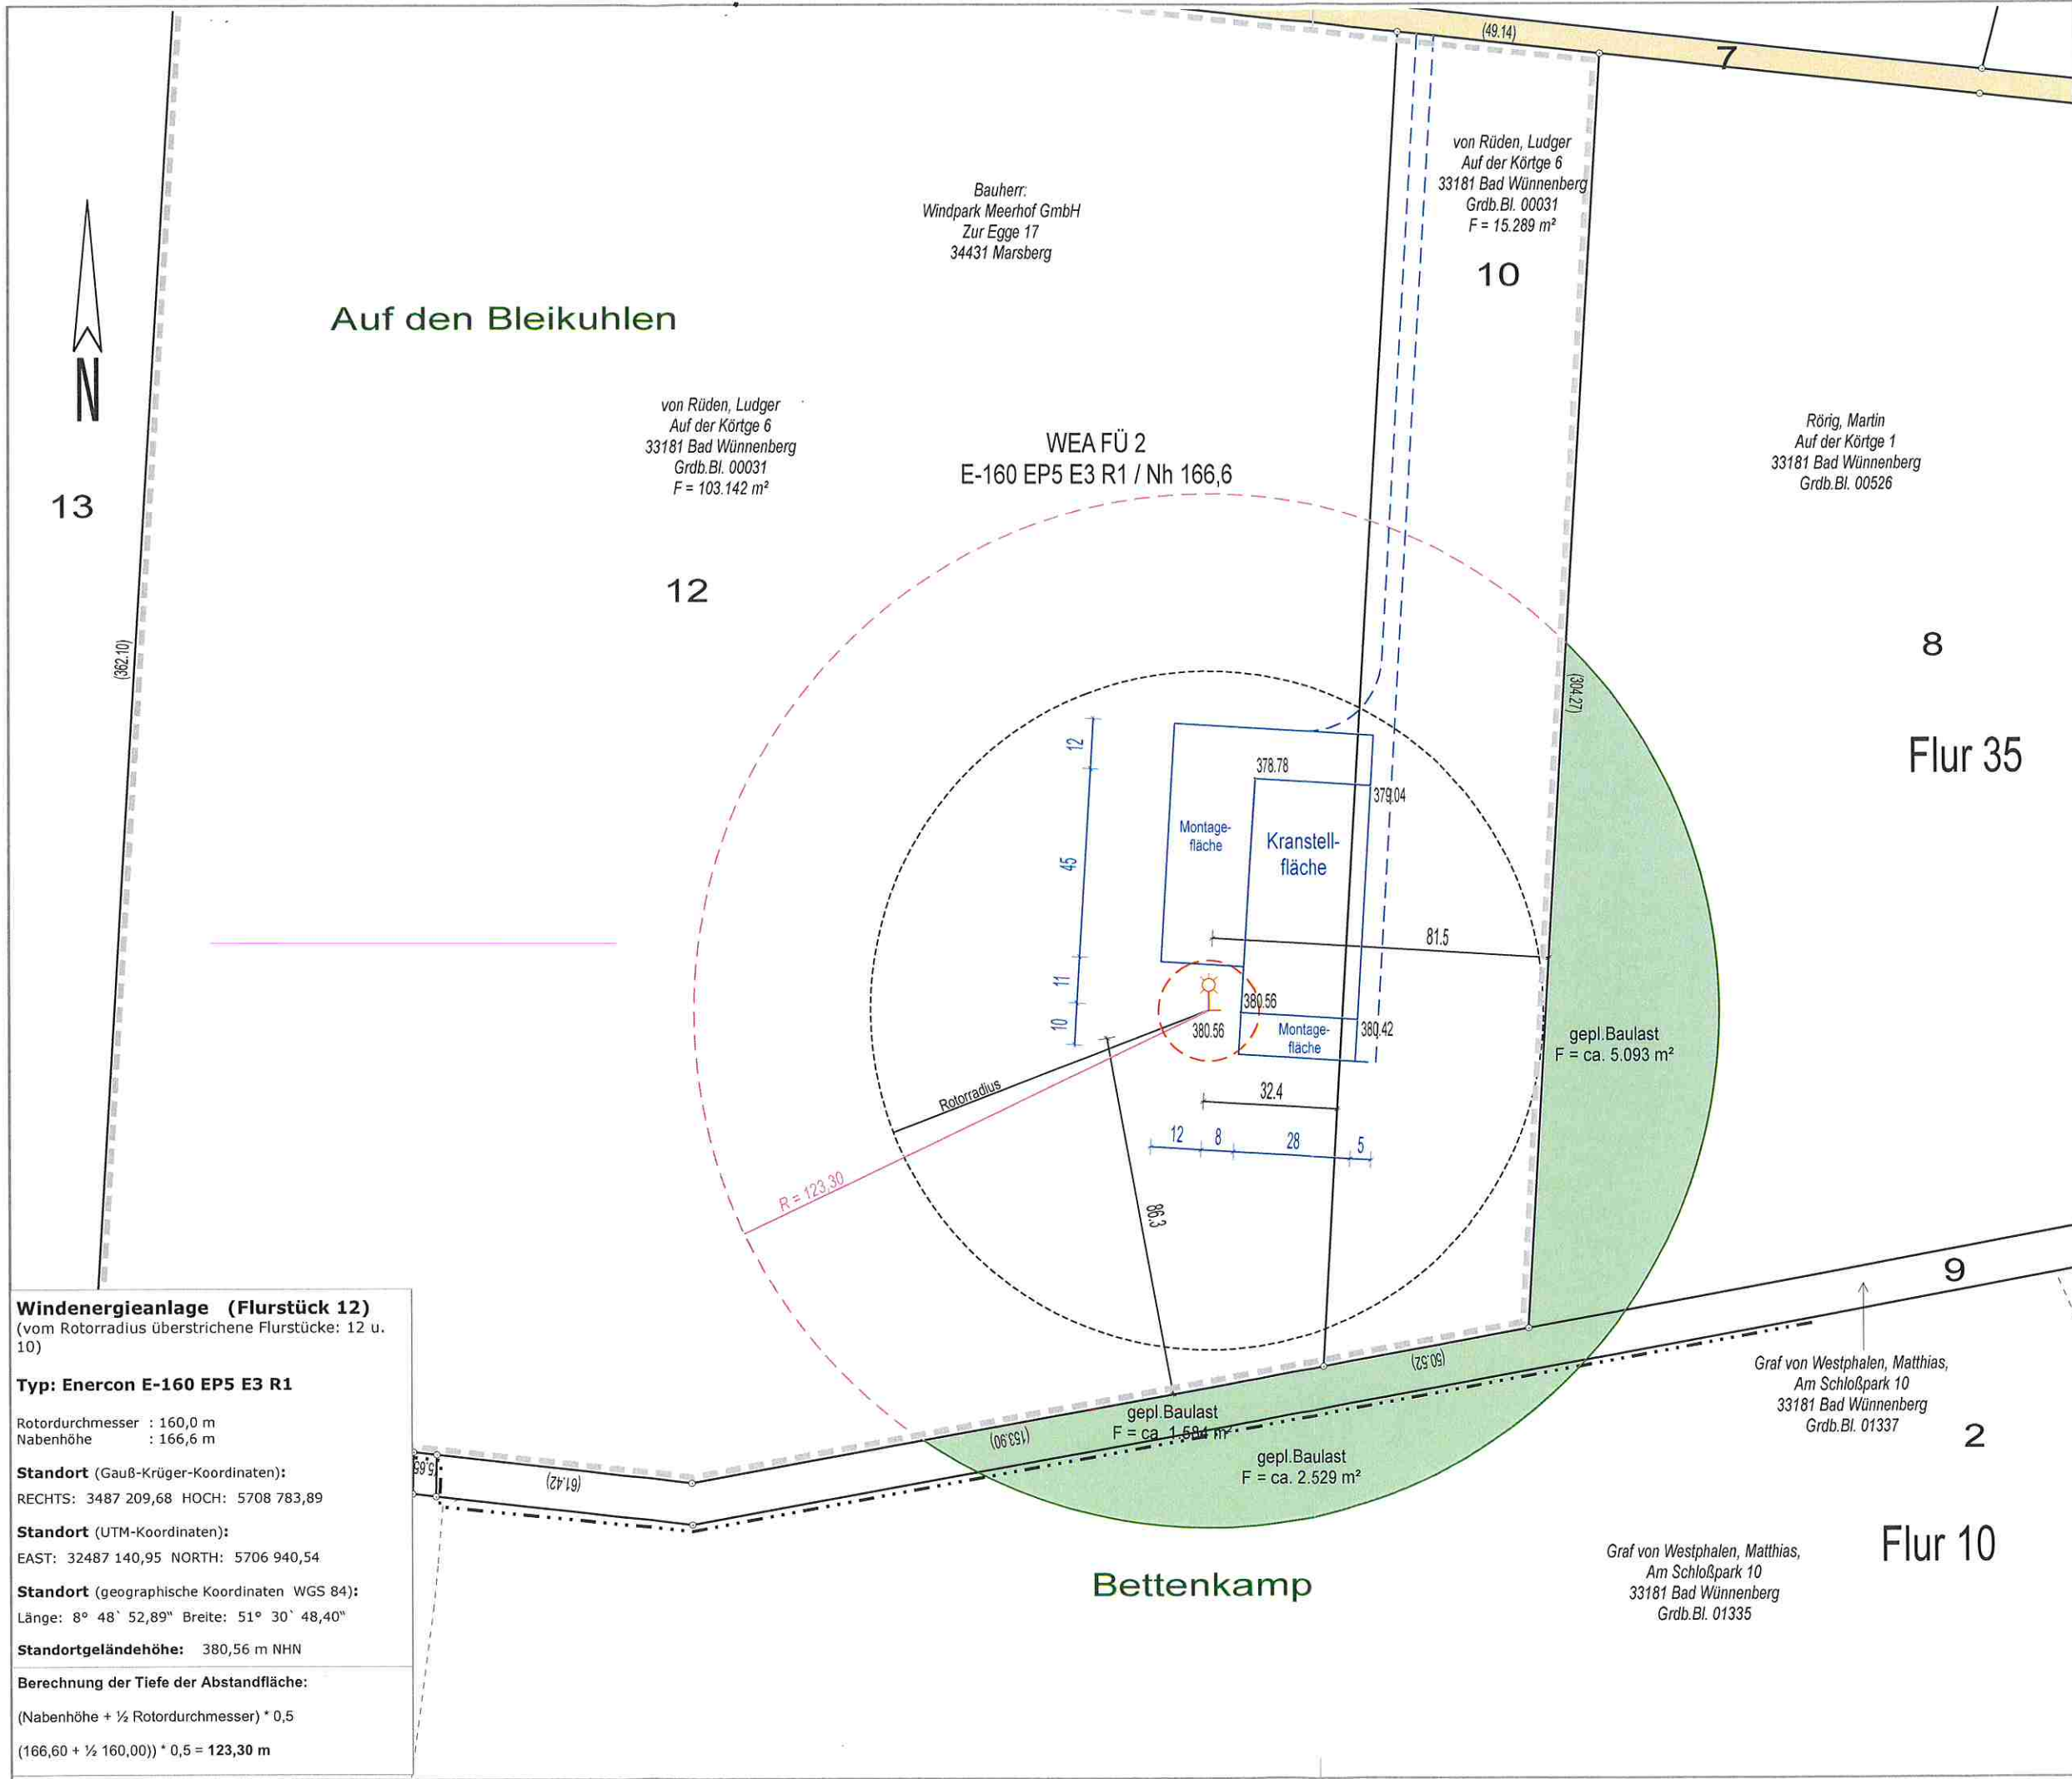 (49.14)
7
von Rüden, Ludger
Auf der Körtge 6
33181 Bad Wünnenberg
Grdb.Bl. 00031
F = 15.289 m²
10
Bauherr:
Windpark Meerhof GmbH
Zur Egge 17
34431 Marsberg
N
Auf den Bleikuhlen
von Rüden, Ludger
Auf der Körtge 6
33181 Bad Wünnenberg
Grdb.Bl. 00031
F = 103.142 m²
WEA FÜ 2
E-160 EP5 E3 R1 / Nh 166,6
Rörig, Martin
Auf der Körtge 1
33181 Bad Wünnenberg
Grdb.Bl. 00526
13
12
8
(362.10)
(304.27)
Flur 35
12
45
11
10
378.78
379.04
Montage-
fläche
Kranstell-
fläche
81.5
380.56
380.56
380.42
Montage-
fläche
gepl.Baulast
F = ca. 5.093 m²
Rotorradius
32.4
12
8
28
5
R = 123,30
86.3
9
Graf von Westphalen, Matthias,
Am Schloßpark 10
33181 Bad Wünnenberg
Grdb.Bl. 01337
2
(50.52)
gepl.Baulast
F = ca. 1.584 m²
(153.90)
gepl.Baulast
F = ca. 2.529 m²
(61.42)
5.65
Bettenkamp
Flur 10
Graf von Westphalen, Matthias,
Am Schloßpark 10
33181 Bad Wünnenberg
Grdb.Bl. 01335
Windenergieanlage (Flurstück 12)
(vom Rotorradius überstrichene Flurstücke: 12 u.
10)
Typ: Enercon E-160 EP5 E3 R1
Rotordurchmesser : 160,0 m
Nabenhöhe : 166,6 m
Standort (Gauß-Krüger-Koordinaten):
RECHTS: 3487 209,68 HOCH: 5708 783,89
Standort (UTM-Koordinaten):
EAST: 32487 140,95 NORTH: 5706 940,54
Standort (geographische Koordinaten WGS 84):
Länge: 8° 48` 52,89" Breite: 51° 30` 48,40"
Standortgeländehöhe: 380,56 m NHN
Berechnung der Tiefe der Abstandfläche:
(Nabenhöhe + ½ Rotordurchmesser) * 0,5
(166,60 + ½ 160,00)) * 0,5 = 123,30 m